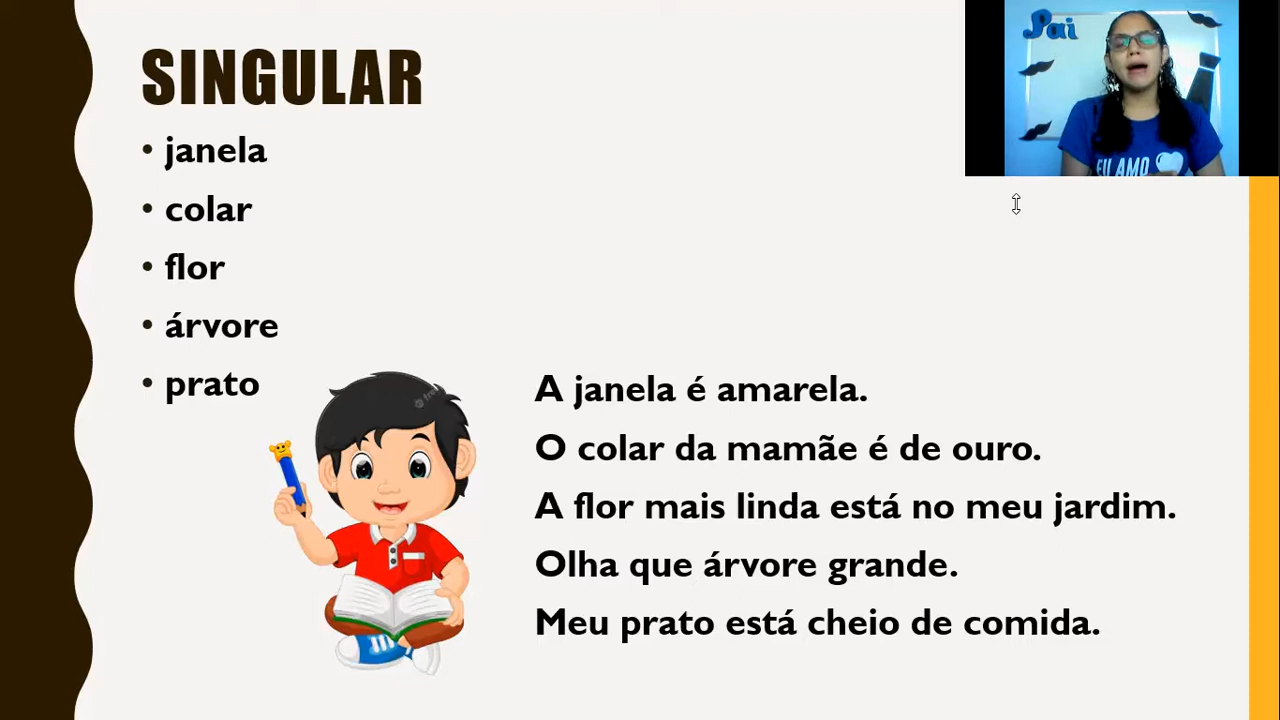 SINGULAR
• janela
• colar
• flor
• árvore
• prato
A janela é amarela.
O colar da mamãe é de ouro.
A flor mais linda está no meu jardim.
Olha que árvore grande.
Meu prato está cheio de comida.
Pai
EU AMO